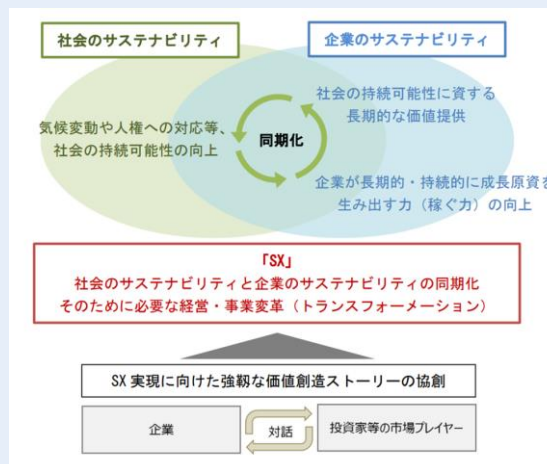 社会のサステナビリティ
企業のサステナビリティ
社会の持続可能性に資する
長期的な価値提供
気候変動や人権への対応等、
社会の持続可能性の向上
同期化
企業が長期的・持続的に成長原資を
生み出す力（稼ぐ力）の向上
「SX」
社会のサステナビリティと企業のサステナビリティの同期化
そのために必要な経営・事業変革（トランスフォーメーション）
SX 実現に向けた強靭な価値創造ストーリーの協創
企業
対話
投資家等の市場プレイヤー